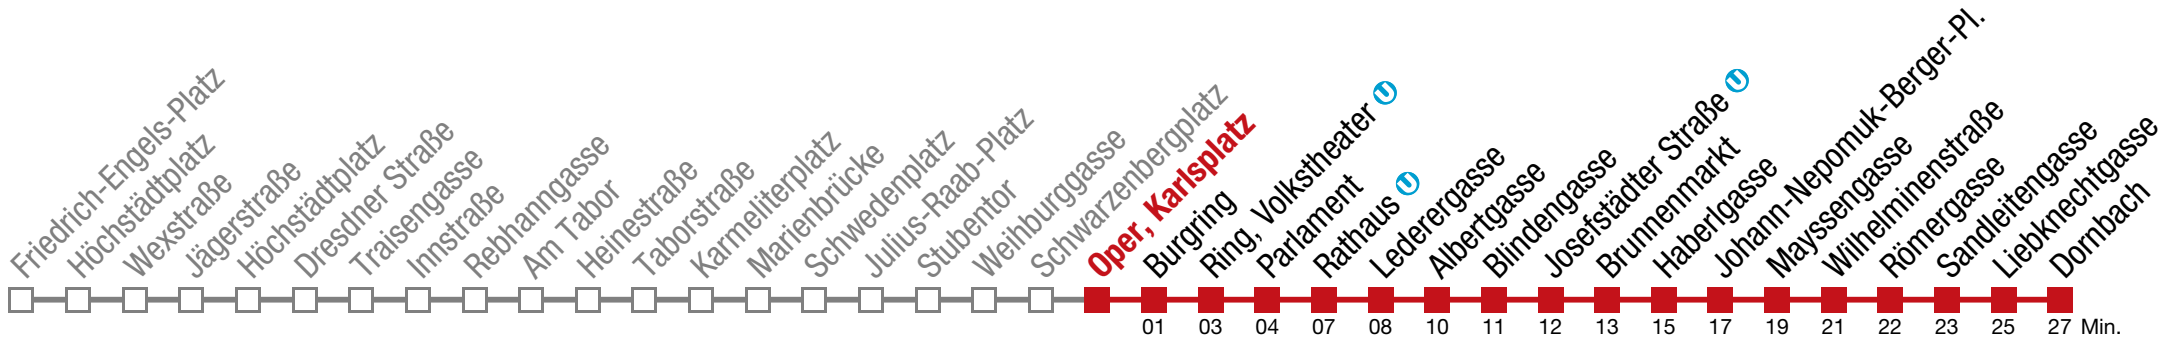 Friedrich-Engels-Platz
Höchstädtplatz
Wexstraße
Jägerstraße
Höchstädtplatz
Dresdner Straße
Traisengasse
Innstraße
Rebhanngasse
Am Tabor
Heinestraße
Taborstraße
Karmeliterplatz
Marienbrücke
Schwedenplatz
Julius-Raab-Platz
Stubentor
Weihburggasse
Schwarzenbergplatz
Oper, Karlsplatz
Burgring
Ring, Volkstheater U
Parlament
Rathaus U
Lederergasse
Albertgasse
Blindengasse
Josefstädter Straße U
Brunnenmarkt
Haberlgasse
Johann-Nepomuk-Berger-Pl.
Mayssengasse
Wilhelminenstraße
Römergasse
Sandleitengasse
Liebknechtgasse
Dornbach
01 03 04 07 08 10 11 12 13 15 17 19 21 22 23 25 27 Min.